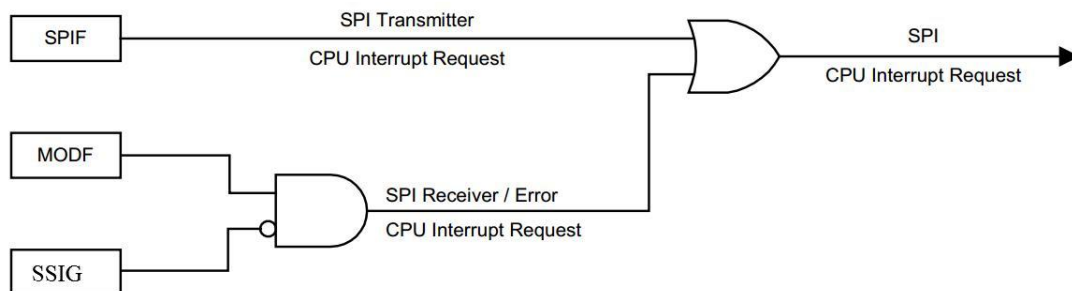 SPIF
SPI Transmitter
CPU Interrupt Request
SPI
CPU Interrupt Request
MODF
SPI Receiver / Error
CPU Interrupt Request
SSIG